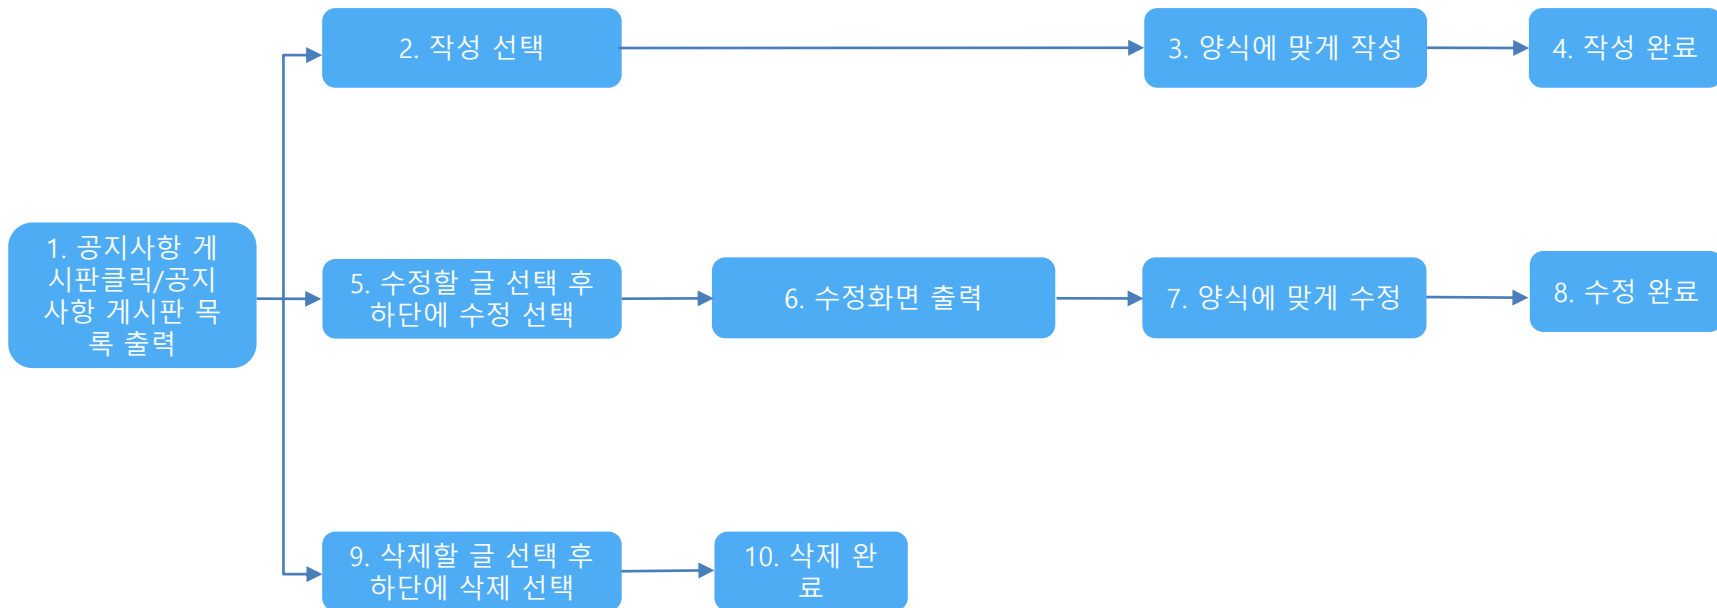 1. 공지사항 게
시판클릭/공지
사항 게시판 목
록 출력
2. 작성 선택
3. 양식에 맞게 작성
4. 작성 완료
5. 수정할 글 선택 후
하단에 수정 선택
6. 수정화면 출력
7. 양식에 맞게 수정
8. 수정 완료
9. 삭제할 글 선택 후
하단에 삭제 선택
10. 삭제 완
료